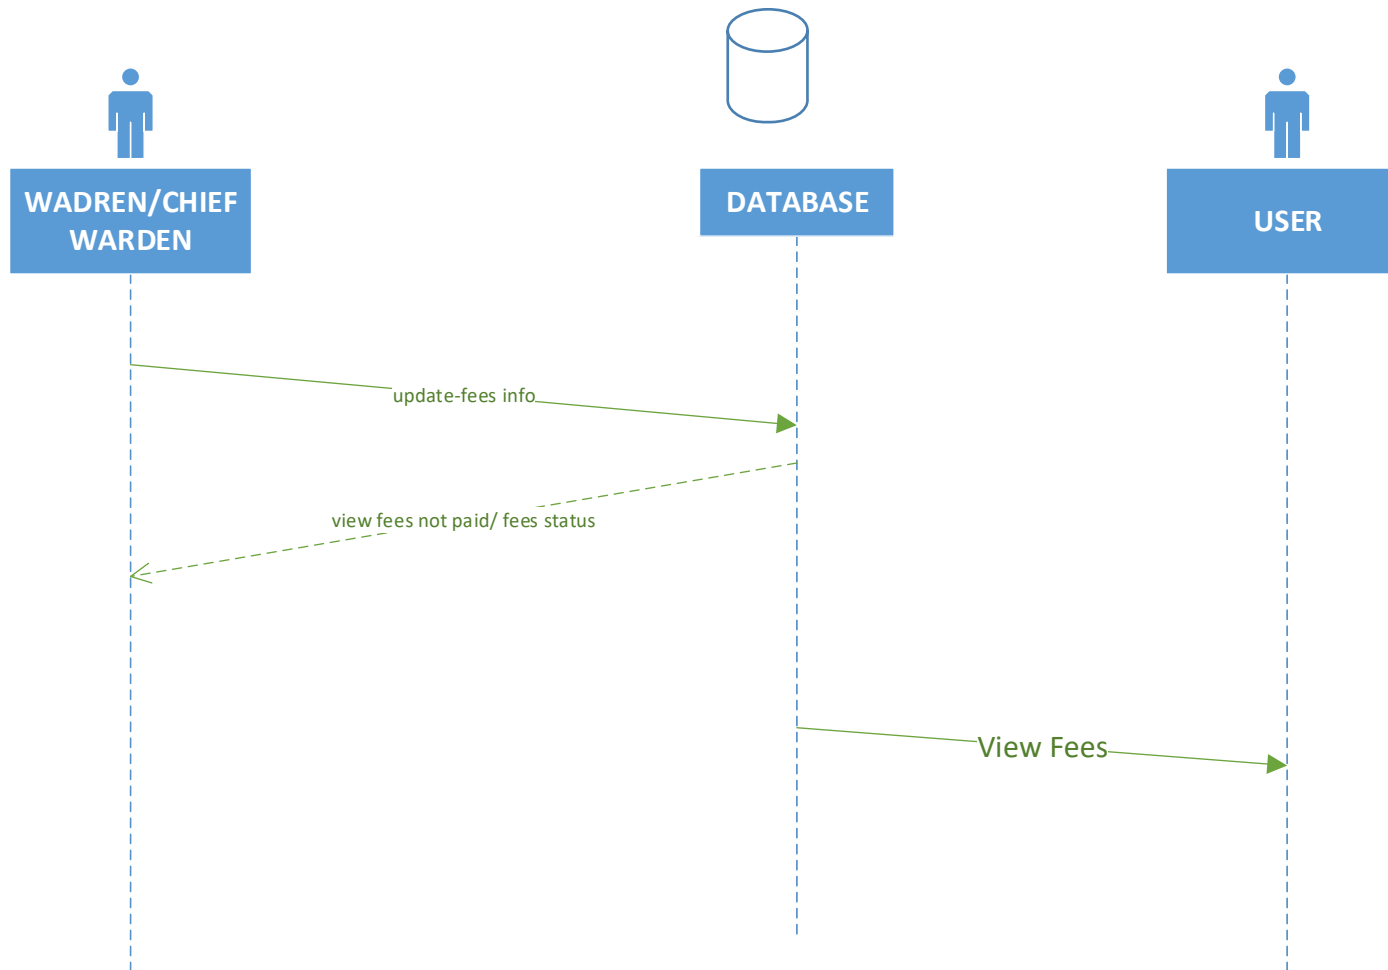 WADREN/CHIEF
WARDEN
DATABASE
USER
update-fees info
view fees not paid/ fees status
View Fees